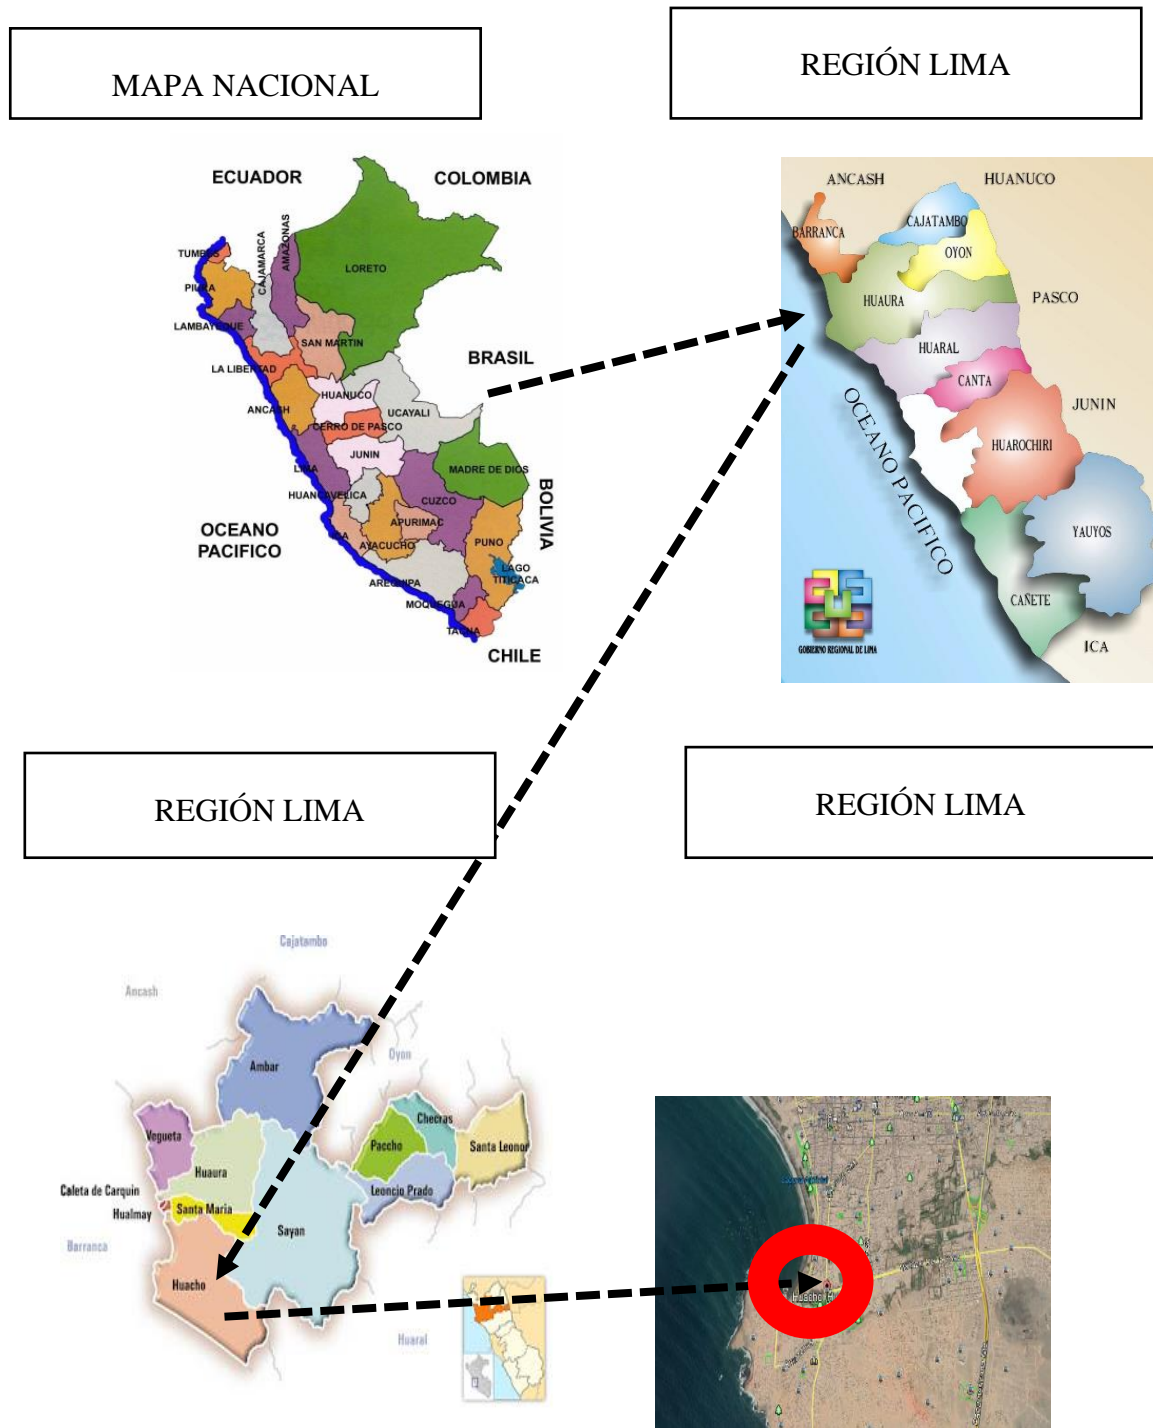 MAPA NACIONAL
REGIÓN LIMA
ECUADOR
COLOMBIA
TUMBES
PIURA
CAJAMARCA
AMAZONAS
LORETO
LAMBAYEQUE
SAN MARTIN
LA LIBERTAD
BRASIL
HUANUCO
ANCASH
UCAYALI
CERRO DE PASCO
JUNIN
LIMA
MADRE DE DIOS
HUANCAVELICA
CUZCO
BOLIVIA
OCEANO
PACIFICO
APURIMAC
ICA
AYACUCHO
PUNO
LAGO
TITICACA
AREQUIPA
MOQUEGUA
TACNA
CHILE
ANCASH
HUANUCO
BARRANCA
CAJATAMBO
OYON
HUAURA
PASCO
HUARAL
CANTA
JUNIN
OCEANO PACIFICO
HUAROCHIRI
YAUYOS
CAÑETE
ICA
GOBIERNO REGIONAL DE LIMA
REGIÓN LIMA
REGIÓN LIMA
Cajatambo
Ancash
Oyon
Ambar
Vegueta
Huaura
Checras
Paccho
Santa Leonor
Leoncio Prado
Caleta de Carquin
Hualmay
Santa Maria
Sayan
Barranca
Huacho
Huaral
Huacho